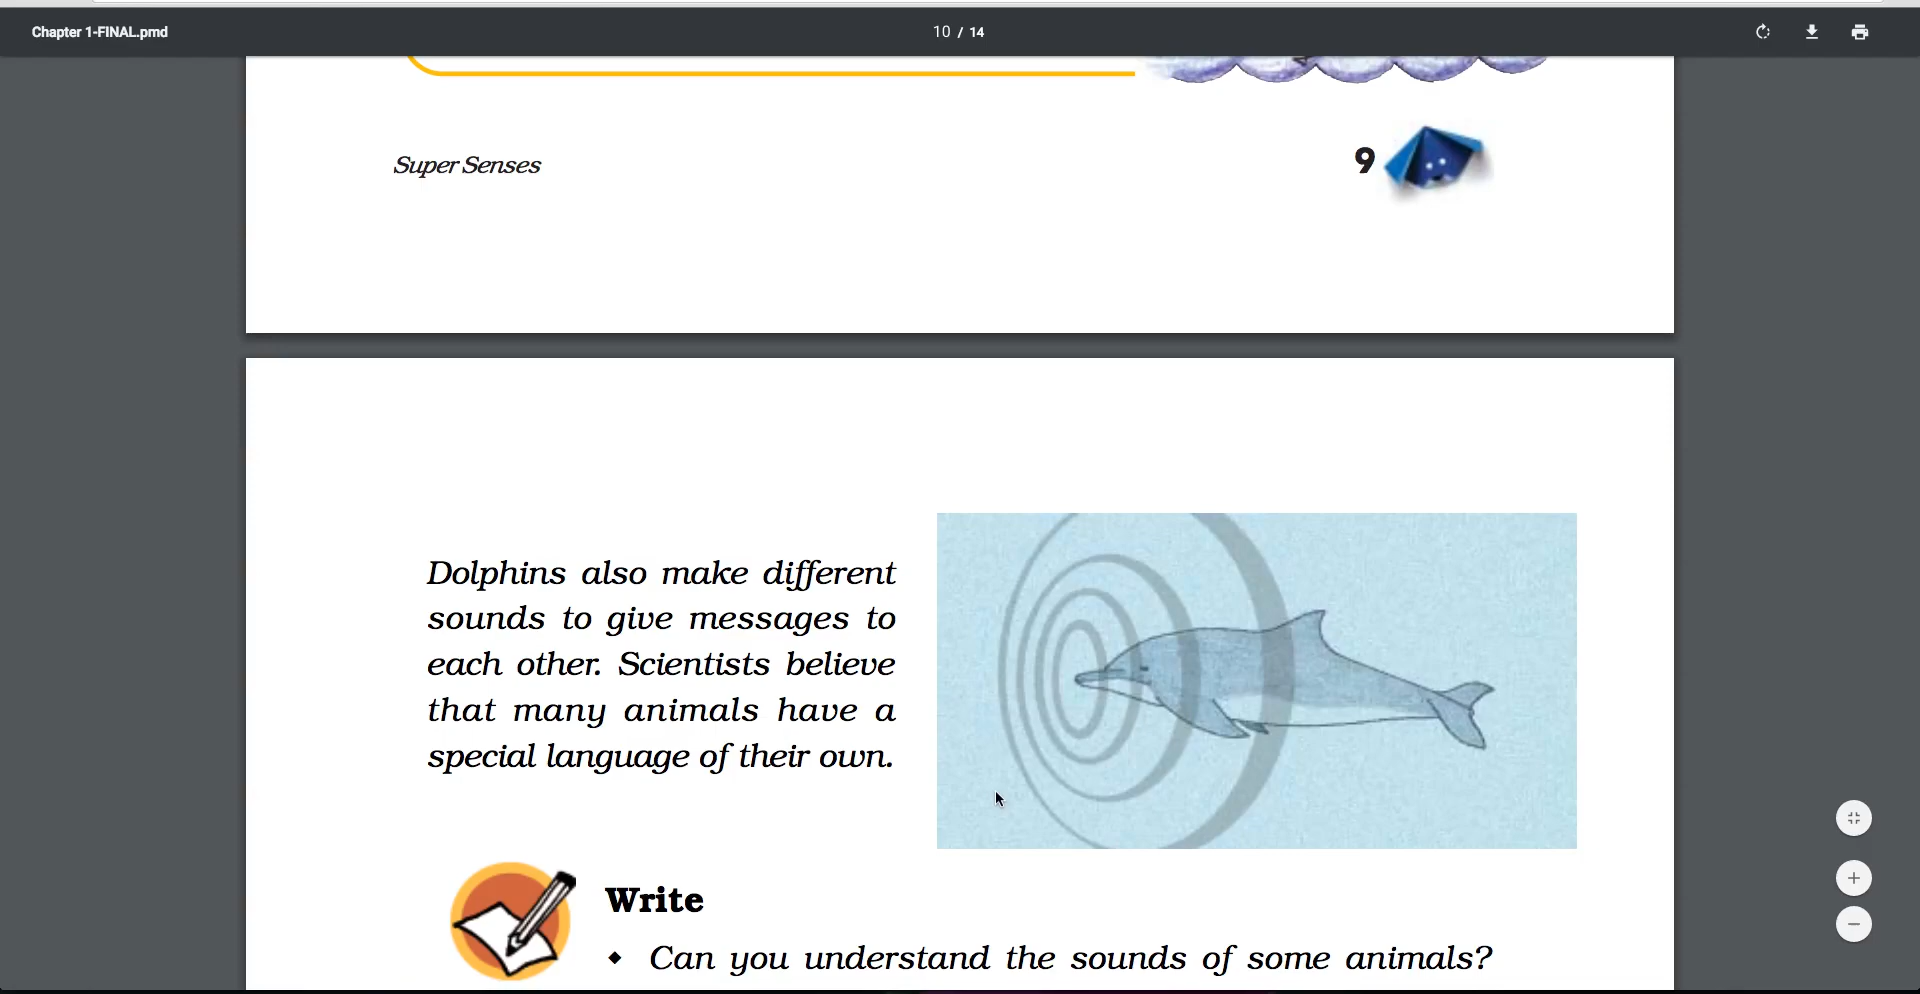 Chapter 1-FINAL.pmd
10 / 14
Super Senses
9
Dolphins also make different
sounds to give messages to
each other. Scientists believe
that many animals have a
special language of their own.
Write
◆ Can you understand the sounds of some animals?